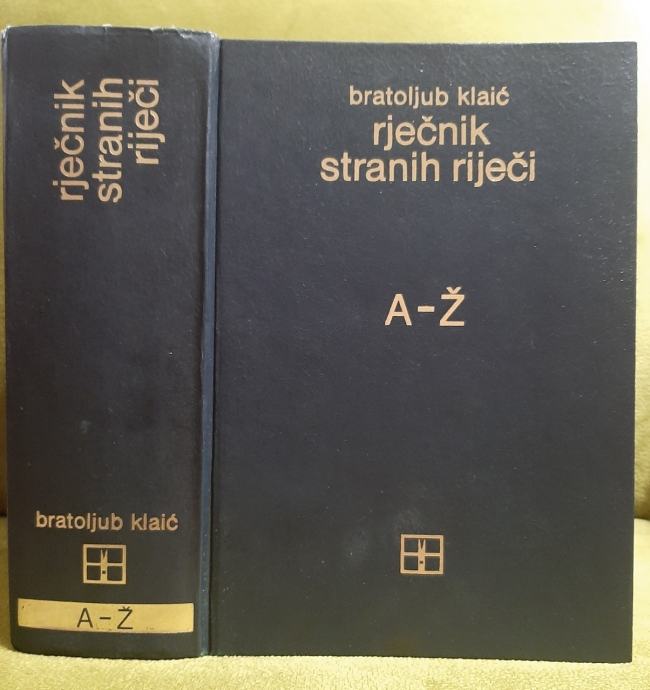 rječnik
stranih
riječi
bratoljub klaić
A-Ž
bratoljub klaić
rječnik
stranih riječi
A-Ž